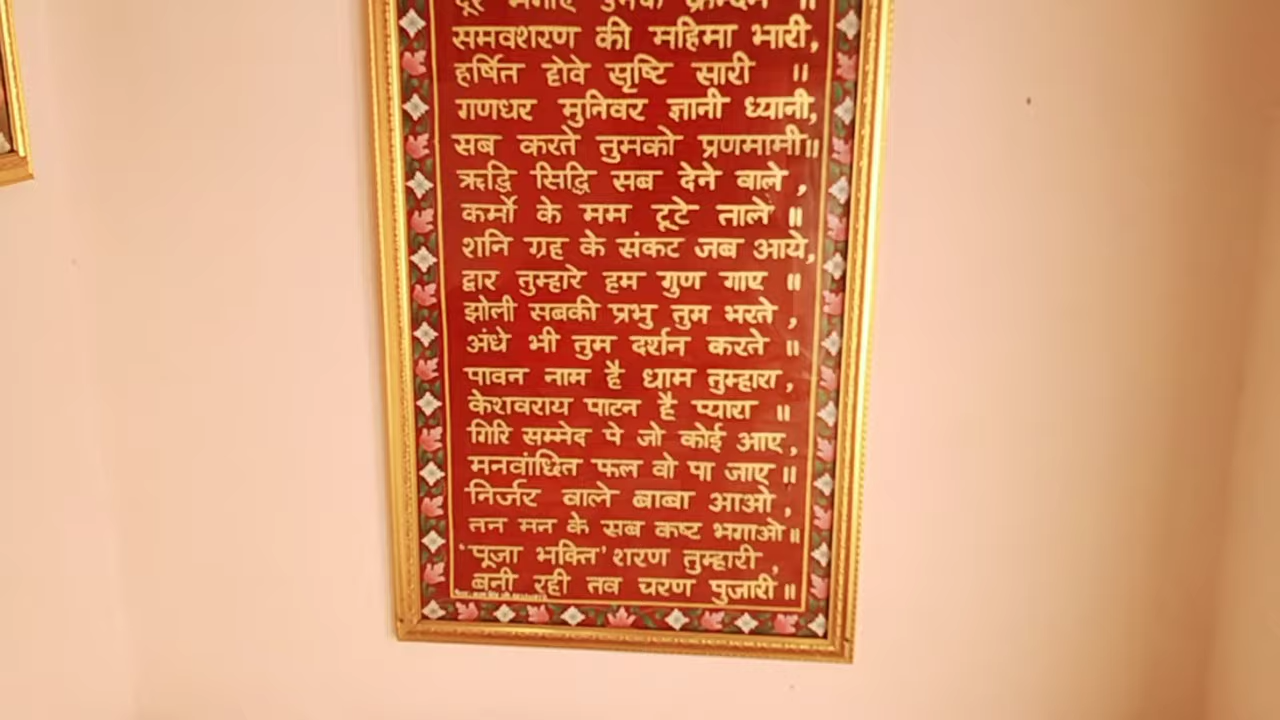 समवशरण की महिमा भारी,
हर्षित होवे सृष्टि सारी ॥
गणधर मुनिवर ज्ञानी ध्यानी,
सब करते तुमको प्रणमामी॥
ऋद्धि सिद्धि सब देने वाले ,
कर्मो के मम टूटे ताले ॥
शनि ग्रह के संकट जब आये,
द्वार तुम्हारे हम गुण गाए ॥
झोली सबकी प्रभु तुम भरते ,
अंधे भी तुम दर्शन करते ॥
पावन नाम है धाम तुम्हारा ,
केशवराय पाटन है प्यारा ॥
गिरि सम्मेद पे जो कोई आए ,
मनवांछित फल वो पा जाए ॥
निर्जर वाले बाबा आओ ,
तन मन के सब कष्ट भगाओ॥
'पूजा भक्ति' शरण तुम्हारी ,
बनी रही तव चरण पुजारी ॥